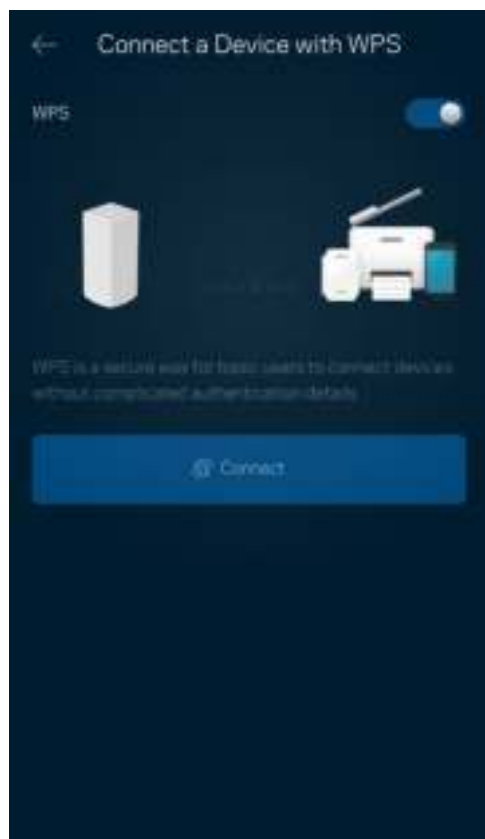 Connect a Device with WPS
WPS
WPS is a secure way for basic users to connect devices
without complicated authentication details.
Connect